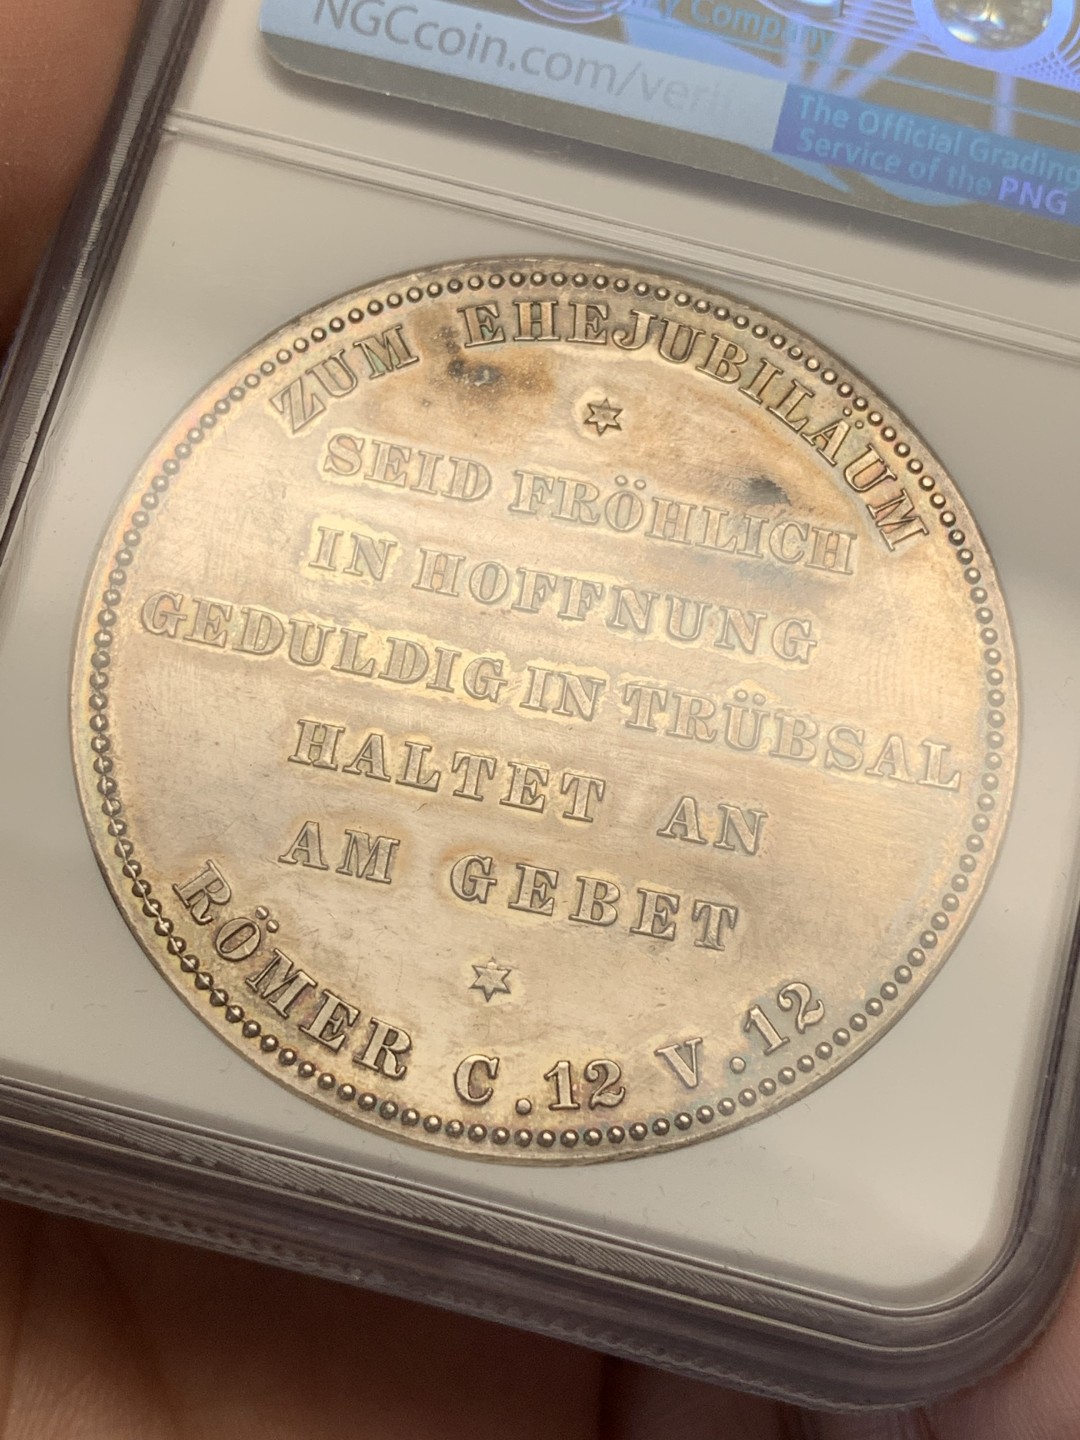 NGCcoin.com/veri
Company
The Official Grading
Service of the PNG
ZUM EHEJUBILÄUM
SEID FRÖHLICH
IN HOFFNUNG
GEDULDIG IN TRÜBSAL
HALTET AN
AM GEBET
RÖMER C.12 V.12